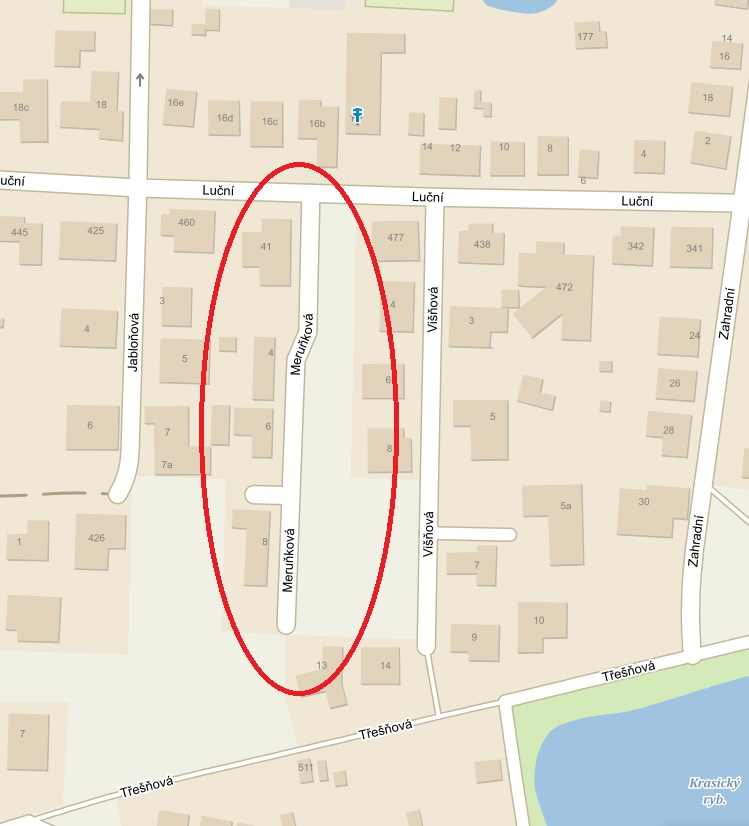 177
14
16
18c
18
16e
16d
16c
16b
18
14
12
10
8
6
4
2
uční
Luční
Luční
Luční
445
425
460
41
477
438
342
341
472
4
3
4
3
24
Jabloňová
Meruňková
Višňová
Zahradní
5
4
6
26
6
7
7a
6
8
5
28
1
426
8
Meruňková
Višňová
5a
30
Zahradní
7
10
9
13
14
Třešňová
Třešňová
Třešňová
7
511
Krasický
ryb.